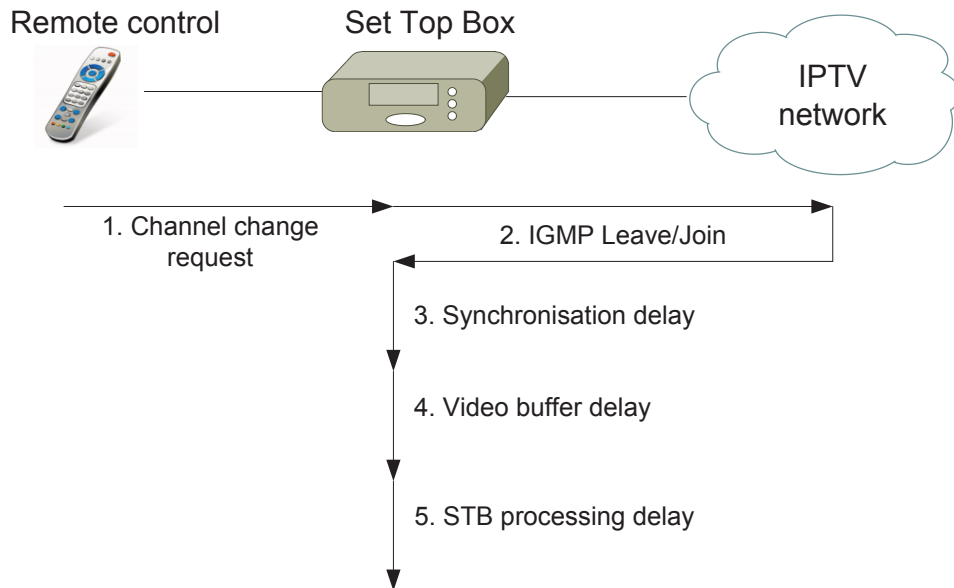 Remote control
Set Top Box
IPTV
network
1. Channel change
request
2. IGMP Leave/Join
3. Synchronisation delay
4. Video buffer delay
5. STB processing delay